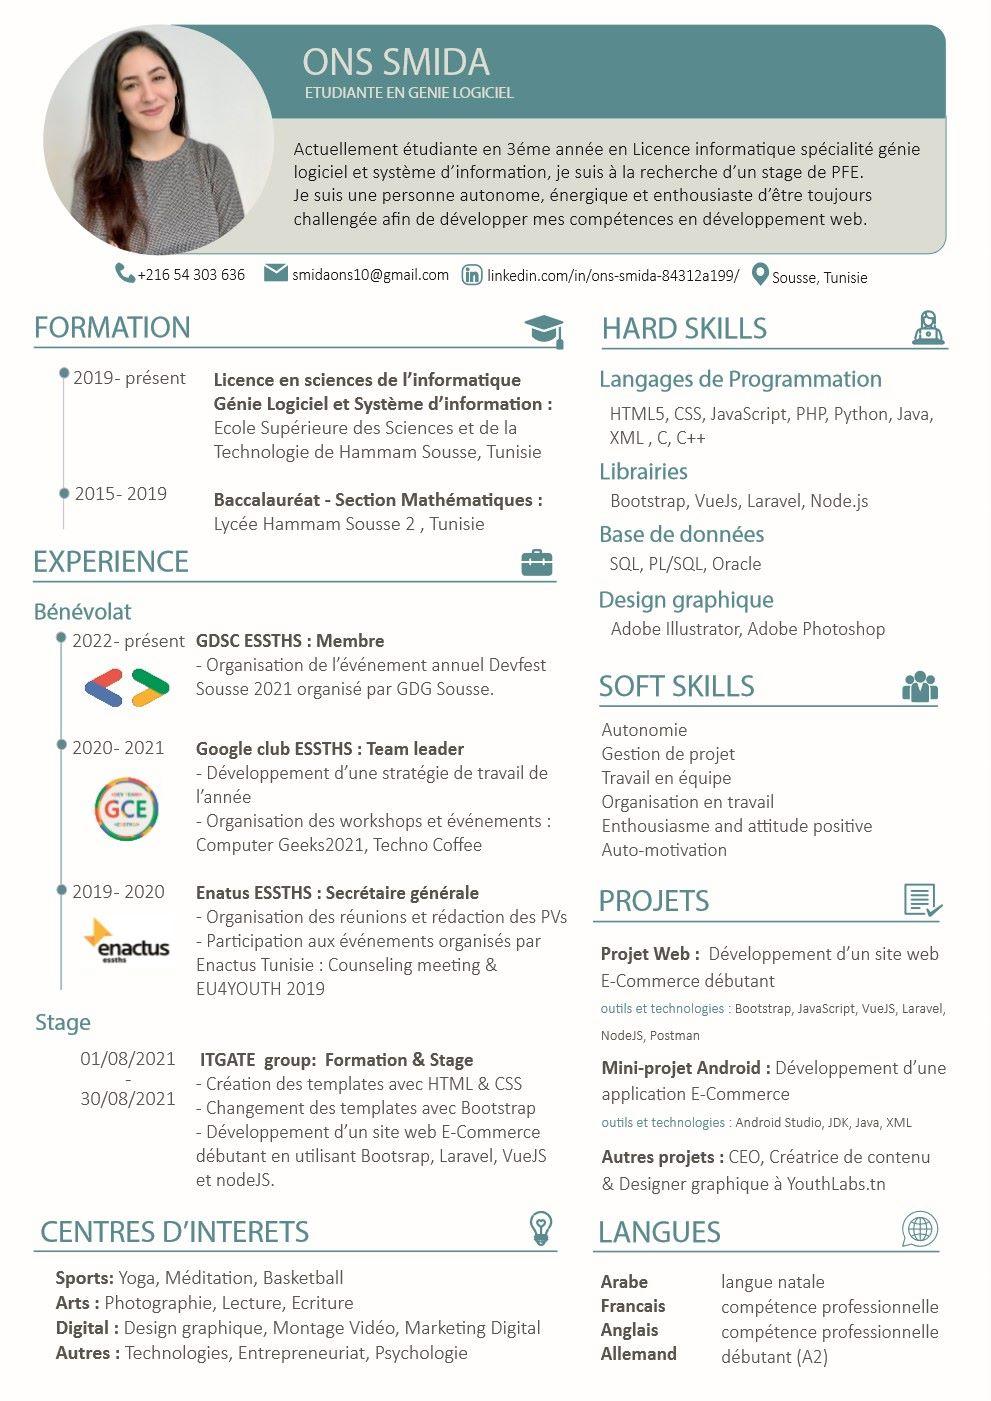 ONS SMIDA
ETUDIANTE EN GENIE LOGICIEL
Actuellement étudiante en 3éme année en Licence informatique spécialité génie
logiciel et système d’information, je suis à la recherche d’un stage de PFE.
Je suis une personne autonome, énergique et enthousiaste d’être toujours
challengée afin de développer mes compétences en développement web.
+216 54 303 636 smidaons10@gmail.com linkedin.com/in/ons-smida-84312a199/ Sousse, Tunisie
FORMATION
2019- présent
Licence en sciences de l’informatique
Génie Logiciel et Système d’information :
Ecole Supérieure des Sciences et de la
Technologie de Hammam Sousse, Tunisie
2015- 2019
Baccalauréat - Section Mathématiques :
Lycée Hammam Sousse 2 , Tunisie
EXPERIENCE
Bénévolat
2022- présent GDSC ESSTHS : Membre
- Organisation de l’événement annuel Devfest
Sousse 2021 organisé par GDG Sousse.
2020- 2021 Google club ESSTHS : Team leader
- Développement d’une stratégie de travail de
l’année
- Organisation des workshops et événements :
Computer Geeks2021, Techno Coffee
GCE
2019- 2020 Enatus ESSTHS : Secrétaire générale
- Organisation des réunions et rédaction des PVs
- Participation aux événements organisés par
Enactus Tunisie : Counseling meeting &
EU4YOUTH 2019
enactus
essths
Stage
01/08/2021
-
30/08/2021
ITGATE group: Formation & Stage
- Création des templates avec HTML & CSS
- Changement des templates avec Bootstrap
- Développement d’un site web E-Commerce
débutant en utilisant Bootsrap, Laravel, VueJS
et nodeJS.
CENTRES D’INTERETS
Sports: Yoga, Méditation, Basketball
Arts : Photographie, Lecture, Ecriture
Digital : Design graphique, Montage Vidéo, Marketing Digital
Autres : Technologies, Entrepreneuriat, Psychologie
HARD SKILLS
Langages de Programmation
HTML5, CSS, JavaScript, PHP, Python, Java,
XML , C, C++
Librairies
Bootstrap, VueJs, Laravel, Node.js
Base de données
SQL, PL/SQL, Oracle
Design graphique
Adobe Illustrator, Adobe Photoshop
SOFT SKILLS
Autonomie
Gestion de projet
Travail en équipe
Organisation en travail
Enthousiasme and attitude positive
Auto-motivation
PROJETS
Projet Web : Développement d’un site web
E-Commerce débutant
outils et technologies : Bootstrap, JavaScript, VueJS, Laravel,
NodeJS, Postman
Mini-projet Android : Développement d’une
application E-Commerce
outils et technologies : Android Studio, JDK, Java, XML
Autres projets : CEO, Créatrice de contenu
& Designer graphique à YouthLabs.tn
LANGUES
Arabe langue natale
Francais compétence professionnelle
Anglais compétence professionnelle
Allemand débutant (A2)